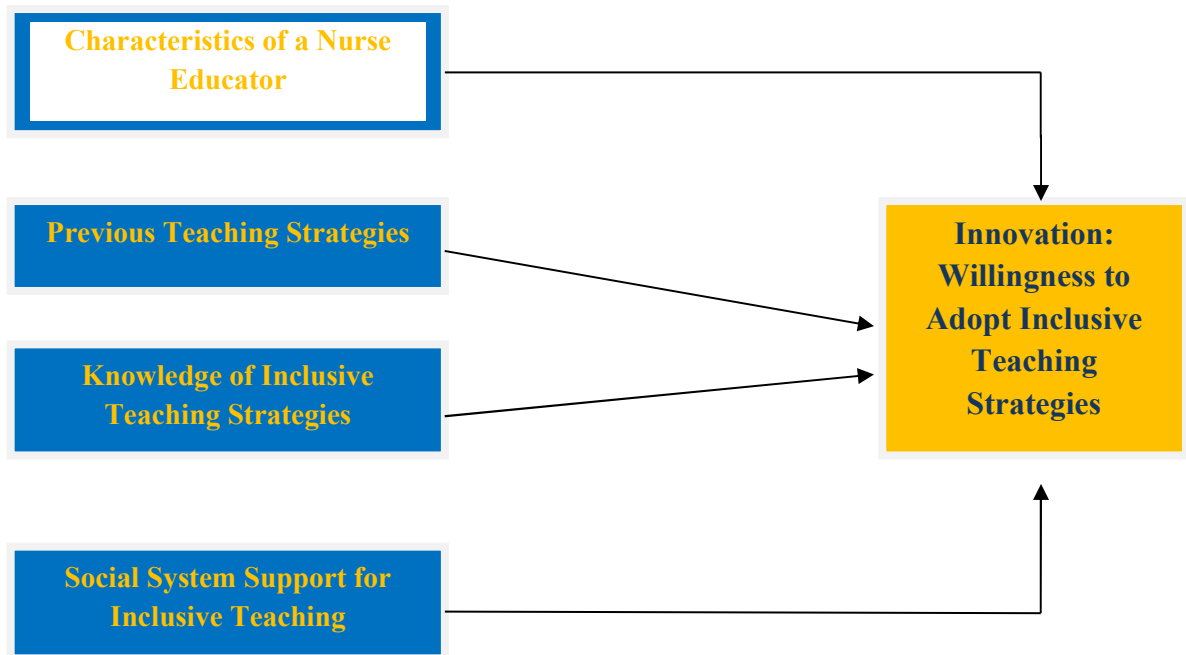 Characteristics of a Nurse
Educator
Previous Teaching Strategies
Knowledge of Inclusive
Teaching Strategies
Social System Support for
Inclusive Teaching
Innovation:
Willingness to
Adopt Inclusive
Teaching
Strategies